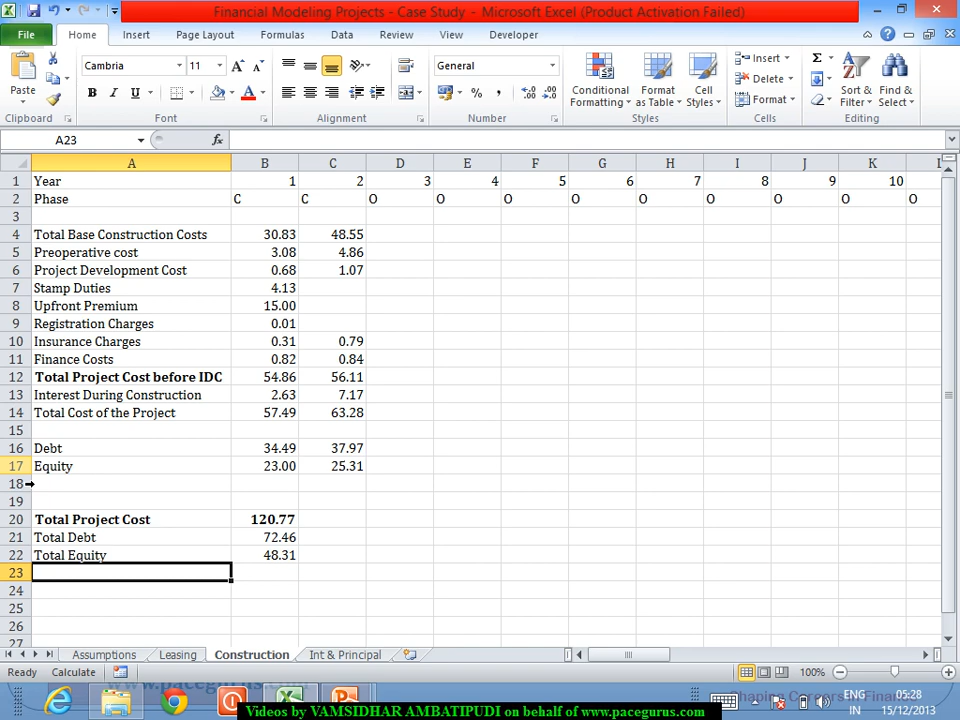 Financial Modeling Projects - Case Study - Microsoft Excel (Product Activation Failed)
File Home Insert Page Layout Formulas Data Review View Developer
Paste
Cambria 11
B I U
General
Conditional Formatting
Format as Table
Cell Styles
Insert
Delete
Format
Sort & Filter
Find & Select
Clipboard Font Alignment Number Styles Cells Editing
A23 fx
A B C D E F G H I J K
1 Year 1 2 3 4 5 6 7 8 9 10
2 Phase C C O O O O O O O O O
3
4 Total Base Construction Costs 30.83 48.55
5 Preoperative cost 3.08 4.86
6 Project Development Cost 0.68 1.07
7 Stamp Duties 4.13
8 Upfront Premium 15.00
9 Registration Charges 0.01
10 Insurance Charges 0.31 0.79
11 Finance Costs 0.82 0.84
12 Total Project Cost before IDC 54.86 56.11
13 Interest During Construction 2.63 7.17
14 Total Cost of the Project 57.49 63.28
15
16 Debt 34.49 37.97
17 Equity 23.00 25.31
18
19
20 Total Project Cost 120.77
21 Total Debt 72.46
22 Total Equity 48.31
23
24
25
26
27
Assumptions Leasing Construction Int & Principal
Ready Calculate 100%
www.pacegurus.com
ENG 05:28
IN 15/12/2013
Videos by VAMSIDHAR AMBATIPUDI on behalf of www.pacegurus.com